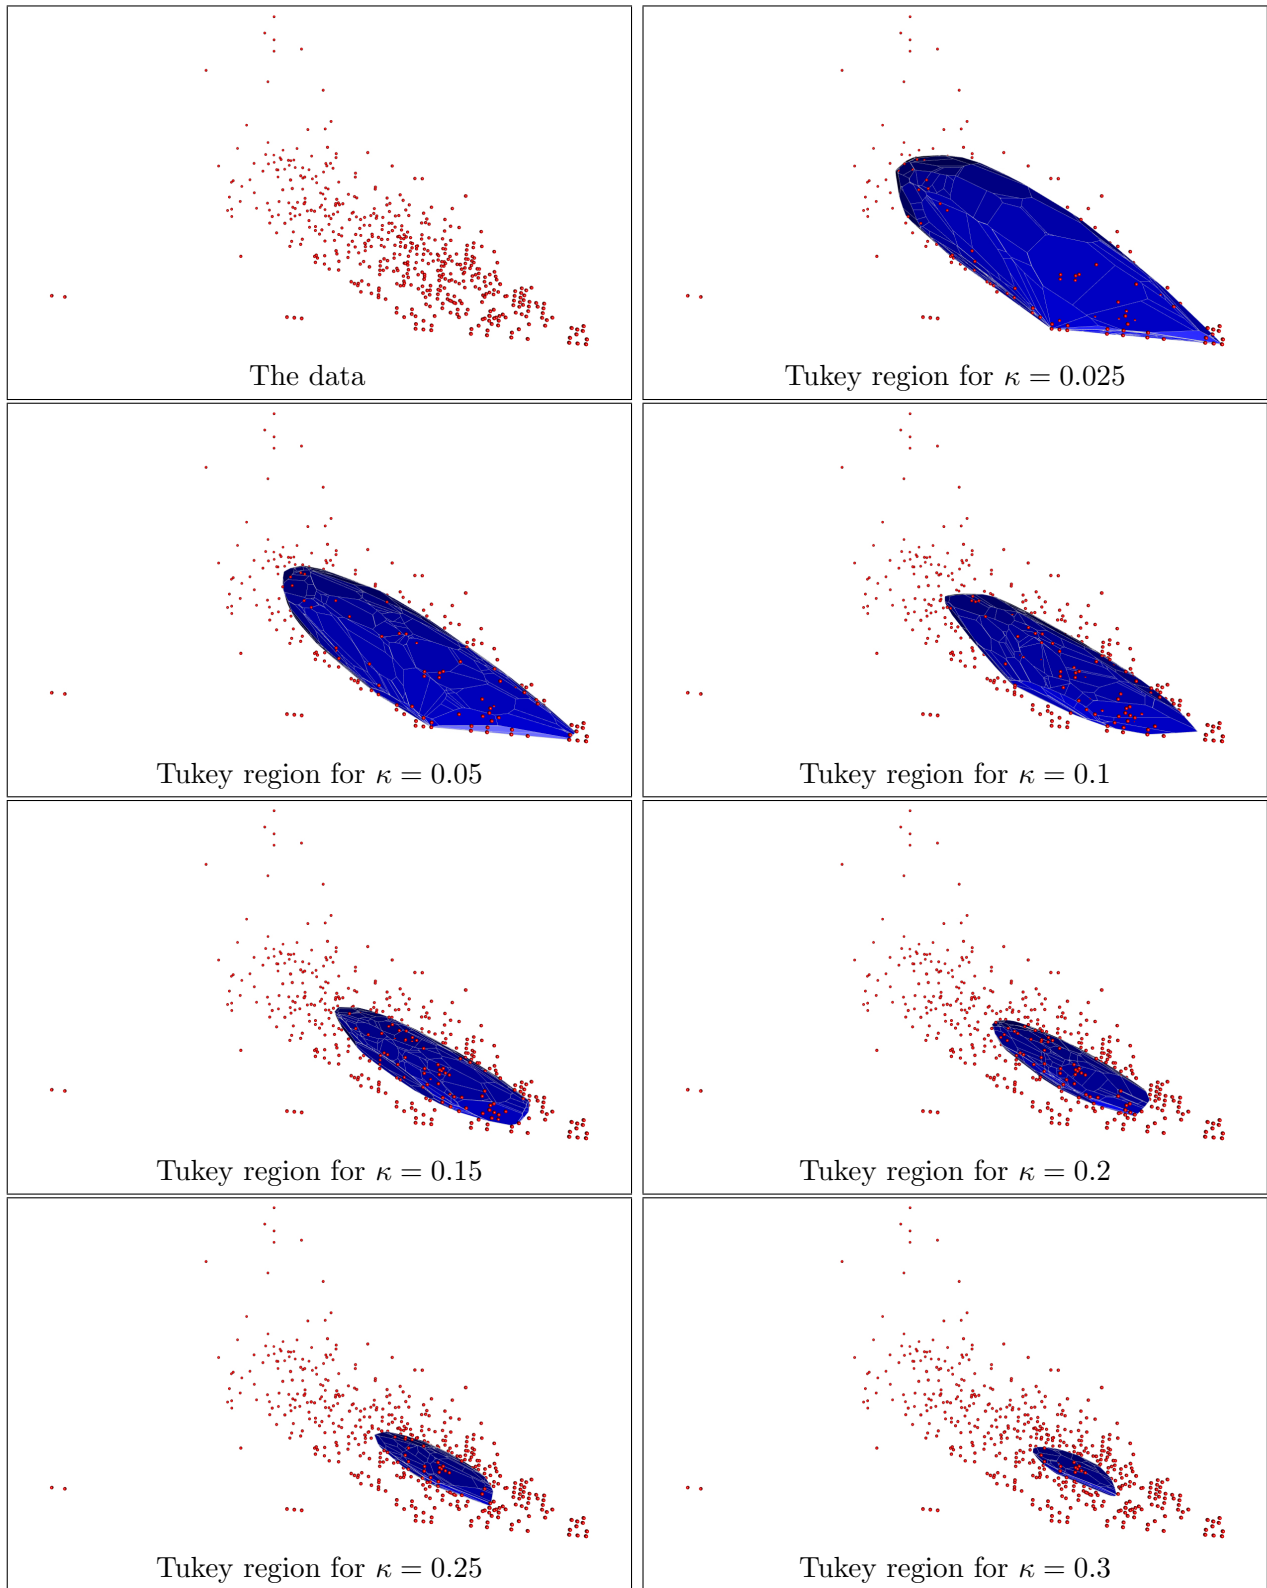 The data
Tukey region for κ = 0.025
Tukey region for κ = 0.05
Tukey region for κ = 0.1
Tukey region for κ = 0.15
Tukey region for κ = 0.2
Tukey region for κ = 0.25
Tukey region for κ = 0.3